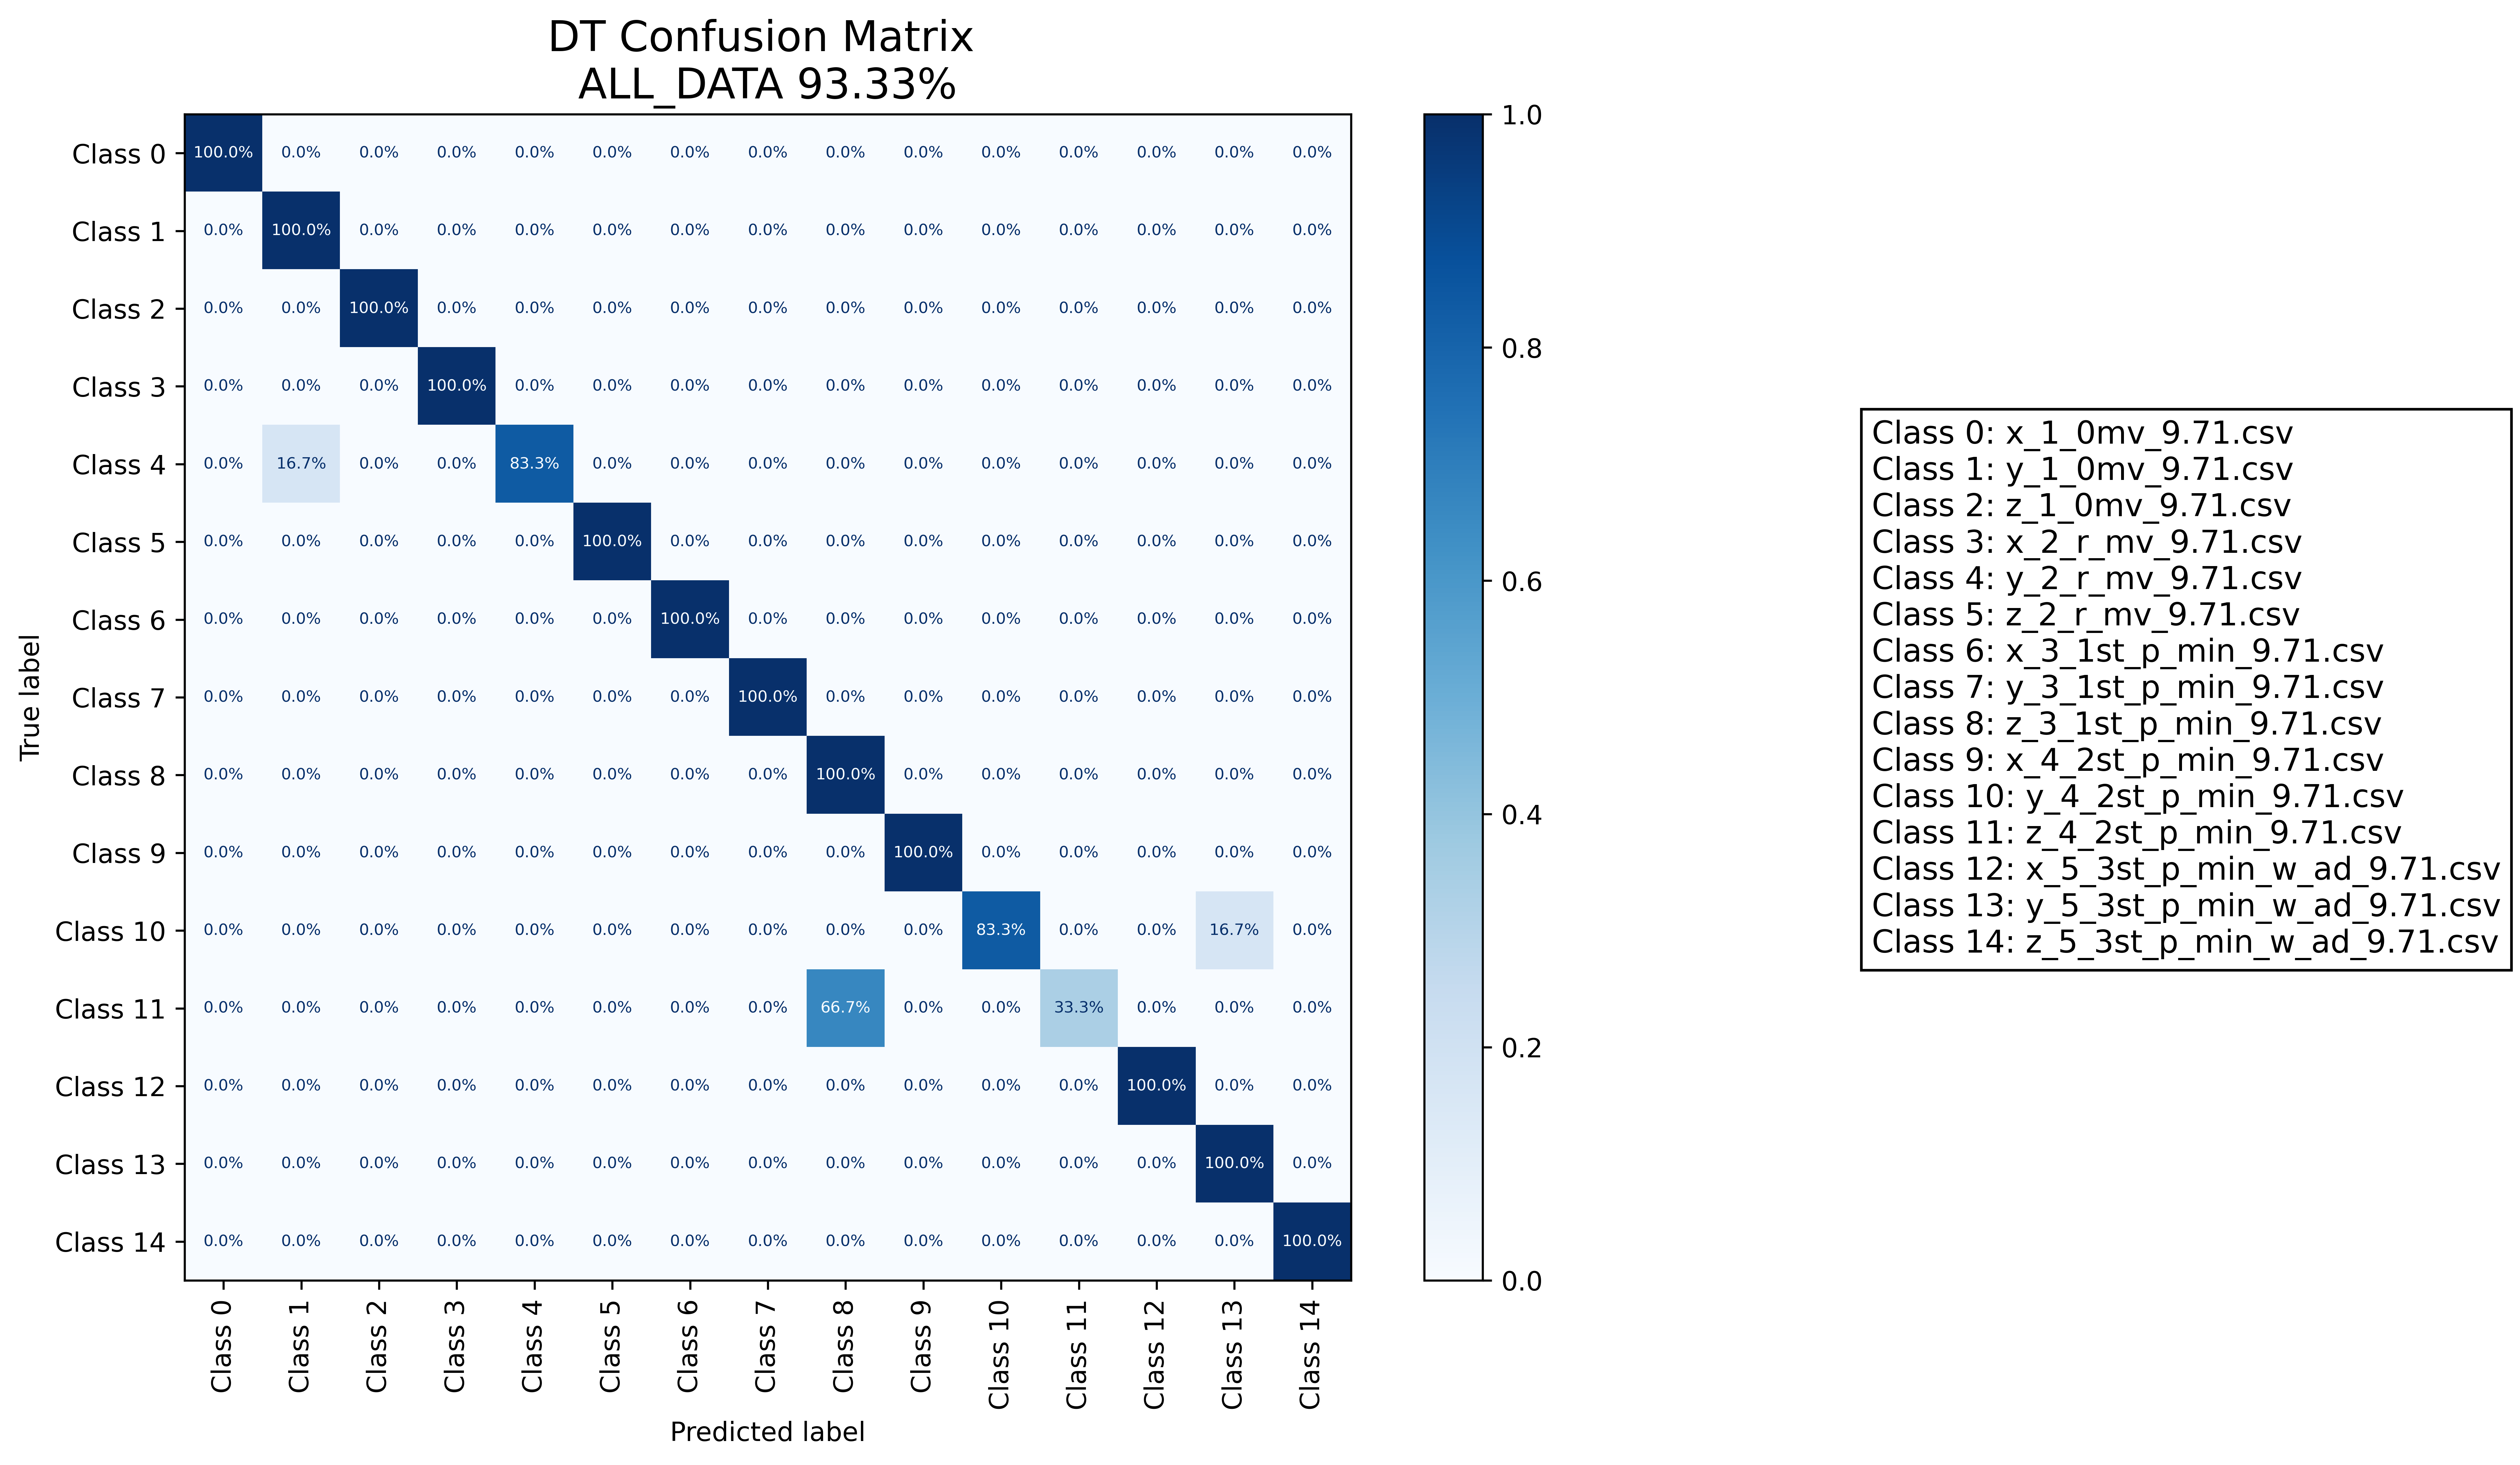 DT Confusion Matrix
ALL_DATA 93.33%
True label
Class 0 100.0% 0.0% 0.0% 0.0% 0.0% 0.0% 0.0% 0.0% 0.0% 0.0% 0.0% 0.0% 0.0% 0.0% 0.0%
Class 1 0.0% 100.0% 0.0% 0.0% 0.0% 0.0% 0.0% 0.0% 0.0% 0.0% 0.0% 0.0% 0.0% 0.0% 0.0%
Class 2 0.0% 0.0% 100.0% 0.0% 0.0% 0.0% 0.0% 0.0% 0.0% 0.0% 0.0% 0.0% 0.0% 0.0% 0.0%
Class 3 0.0% 0.0% 0.0% 100.0% 0.0% 0.0% 0.0% 0.0% 0.0% 0.0% 0.0% 0.0% 0.0% 0.0% 0.0%
Class 4 0.0% 16.7% 0.0% 0.0% 83.3% 0.0% 0.0% 0.0% 0.0% 0.0% 0.0% 0.0% 0.0% 0.0% 0.0%
Class 5 0.0% 0.0% 0.0% 0.0% 0.0% 100.0% 0.0% 0.0% 0.0% 0.0% 0.0% 0.0% 0.0% 0.0% 0.0%
Class 6 0.0% 0.0% 0.0% 0.0% 0.0% 0.0% 100.0% 0.0% 0.0% 0.0% 0.0% 0.0% 0.0% 0.0% 0.0%
Class 7 0.0% 0.0% 0.0% 0.0% 0.0% 0.0% 0.0% 100.0% 0.0% 0.0% 0.0% 0.0% 0.0% 0.0% 0.0%
Class 8 0.0% 0.0% 0.0% 0.0% 0.0% 0.0% 0.0% 0.0% 100.0% 0.0% 0.0% 0.0% 0.0% 0.0% 0.0%
Class 9 0.0% 0.0% 0.0% 0.0% 0.0% 0.0% 0.0% 0.0% 0.0% 100.0% 0.0% 0.0% 0.0% 0.0% 0.0%
Class 10 0.0% 0.0% 0.0% 0.0% 0.0% 0.0% 0.0% 0.0% 0.0% 0.0% 83.3% 0.0% 0.0% 16.7% 0.0%
Class 11 0.0% 0.0% 0.0% 0.0% 0.0% 0.0% 0.0% 0.0% 66.7% 0.0% 0.0% 33.3% 0.0% 0.0% 0.0%
Class 12 0.0% 0.0% 0.0% 0.0% 0.0% 0.0% 0.0% 0.0% 0.0% 0.0% 0.0% 0.0% 100.0% 0.0% 0.0%
Class 13 0.0% 0.0% 0.0% 0.0% 0.0% 0.0% 0.0% 0.0% 0.0% 0.0% 0.0% 0.0% 0.0% 100.0% 0.0%
Class 14 0.0% 0.0% 0.0% 0.0% 0.0% 0.0% 0.0% 0.0% 0.0% 0.0% 0.0% 0.0% 0.0% 0.0% 100.0%
Class 0 Class 1 Class 2 Class 3 Class 4 Class 5 Class 6 Class 7 Class 8 Class 9 Class 10 Class 11 Class 12 Class 13 Class 14
Predicted label
1.0
0.8
0.6
0.4
0.2
0.0
Class 0: x_1_0mv_9.71.csv
Class 1: y_1_0mv_9.71.csv
Class 2: z_1_0mv_9.71.csv
Class 3: x_2_r_mv_9.71.csv
Class 4: y_2_r_mv_9.71.csv
Class 5: z_2_r_mv_9.71.csv
Class 6: x_3_1st_p_min_9.71.csv
Class 7: y_3_1st_p_min_9.71.csv
Class 8: z_3_1st_p_min_9.71.csv
Class 9: x_4_2st_p_min_9.71.csv
Class 10: y_4_2st_p_min_9.71.csv
Class 11: z_4_2st_p_min_9.71.csv
Class 12: x_5_3st_p_min_w_ad_9.71.csv
Class 13: y_5_3st_p_min_w_ad_9.71.csv
Class 14: z_5_3st_p_min_w_ad_9.71.csv